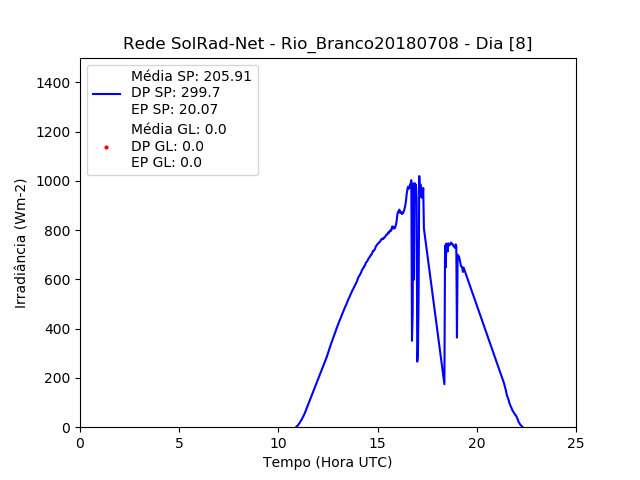 Rede SolRad-Net - Rio_Branco20180708 - Dia [8]
Média SP: 205.91
DP SP: 299.7
EP SP: 20.07
Média GL: 0.0
DP GL: 0.0
EP GL: 0.0
Irradiância (Wm-2)
1400
1200
1000
800
600
400
200
0
0 5 10 15 20 25
Tempo (Hora UTC)